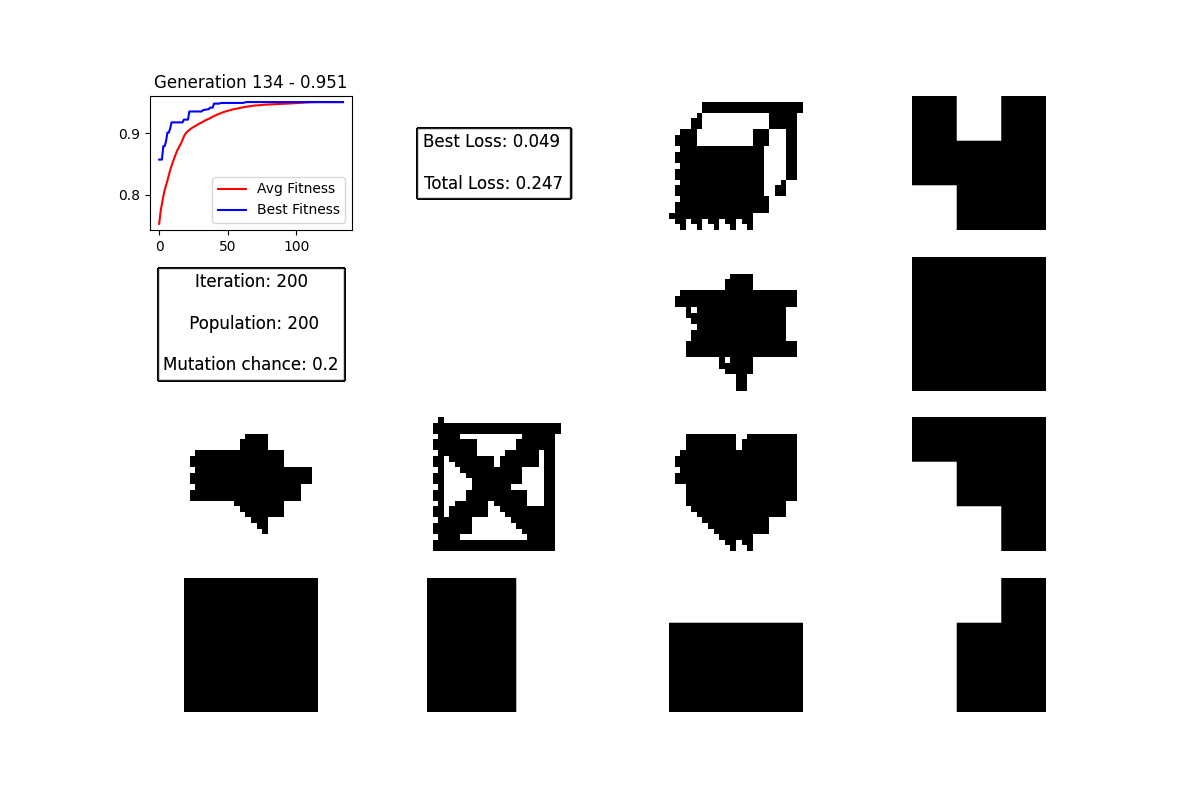 Generation 134 - 0.951
0.9
0.8
Avg Fitness
Best Fitness
0 50 100
Best Loss: 0.049
Total Loss: 0.247
Iteration: 200
Population: 200
Mutation chance: 0.2